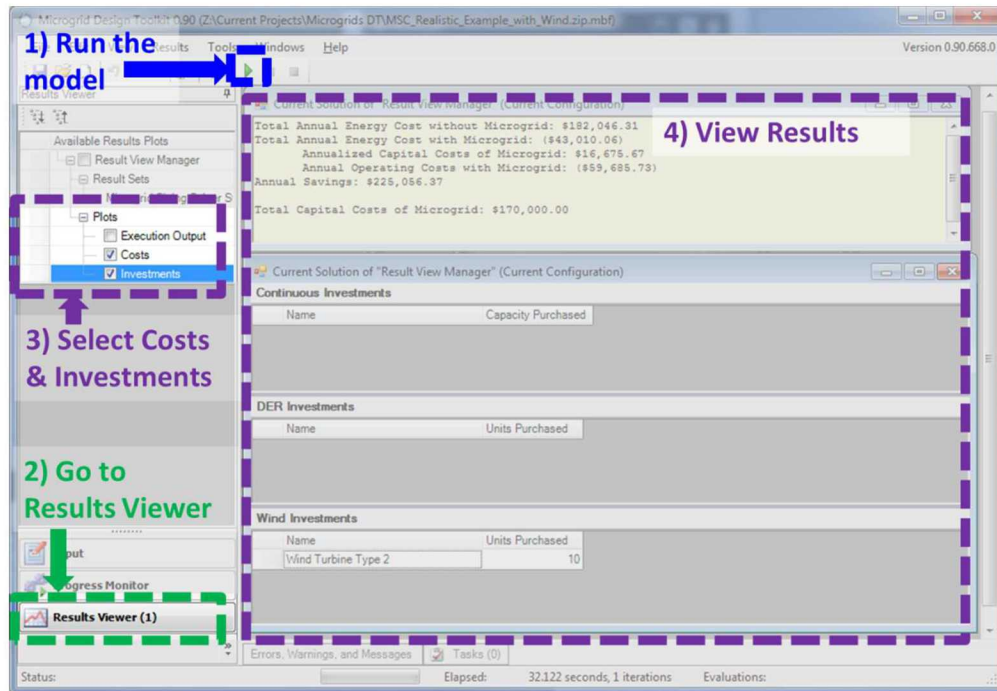 Microgrid Design Toolkit 0.90 (Z:\Current Projects\Microgrids DT\MSC_Realistic_Example_with_Wind.zip.mbf)
1) Run the
model
Results Tools Windows Help
Version 0.90.668.0
Results Viewer
Available Results Plots
Result View Manager
Result Sets
Plots
Execution Output
Costs
Investments
3) Select Costs
& Investments
2) Go to
Results Viewer
Input
Progress Monitor
Results Viewer (1)
Current Solution of "Result View Manager" (Current Configuration)
4) View Results
Total Annual Energy Cost without Microgrid: $182,046.31
Total Annual Energy Cost with Microgrid: ($43,010.06)
Annualized Capital Costs of Microgrid: $16,675.67
Annual Operating Costs with Microgrid: ($59,685.73)
Annual Savings: $225,056.37
Total Capital Costs of Microgrid: $170,000.00
Current Solution of "Result View Manager" (Current Configuration)
Continuous Investments
Name Capacity Purchased
DER Investments
Name Units Purchased
Wind Investments
Name Units Purchased
Wind Turbine Type 2 10
Errors, Warnings, and Messages Tasks (0)
Status: Elapsed: 32.122 seconds, 1 iterations Evaluations: